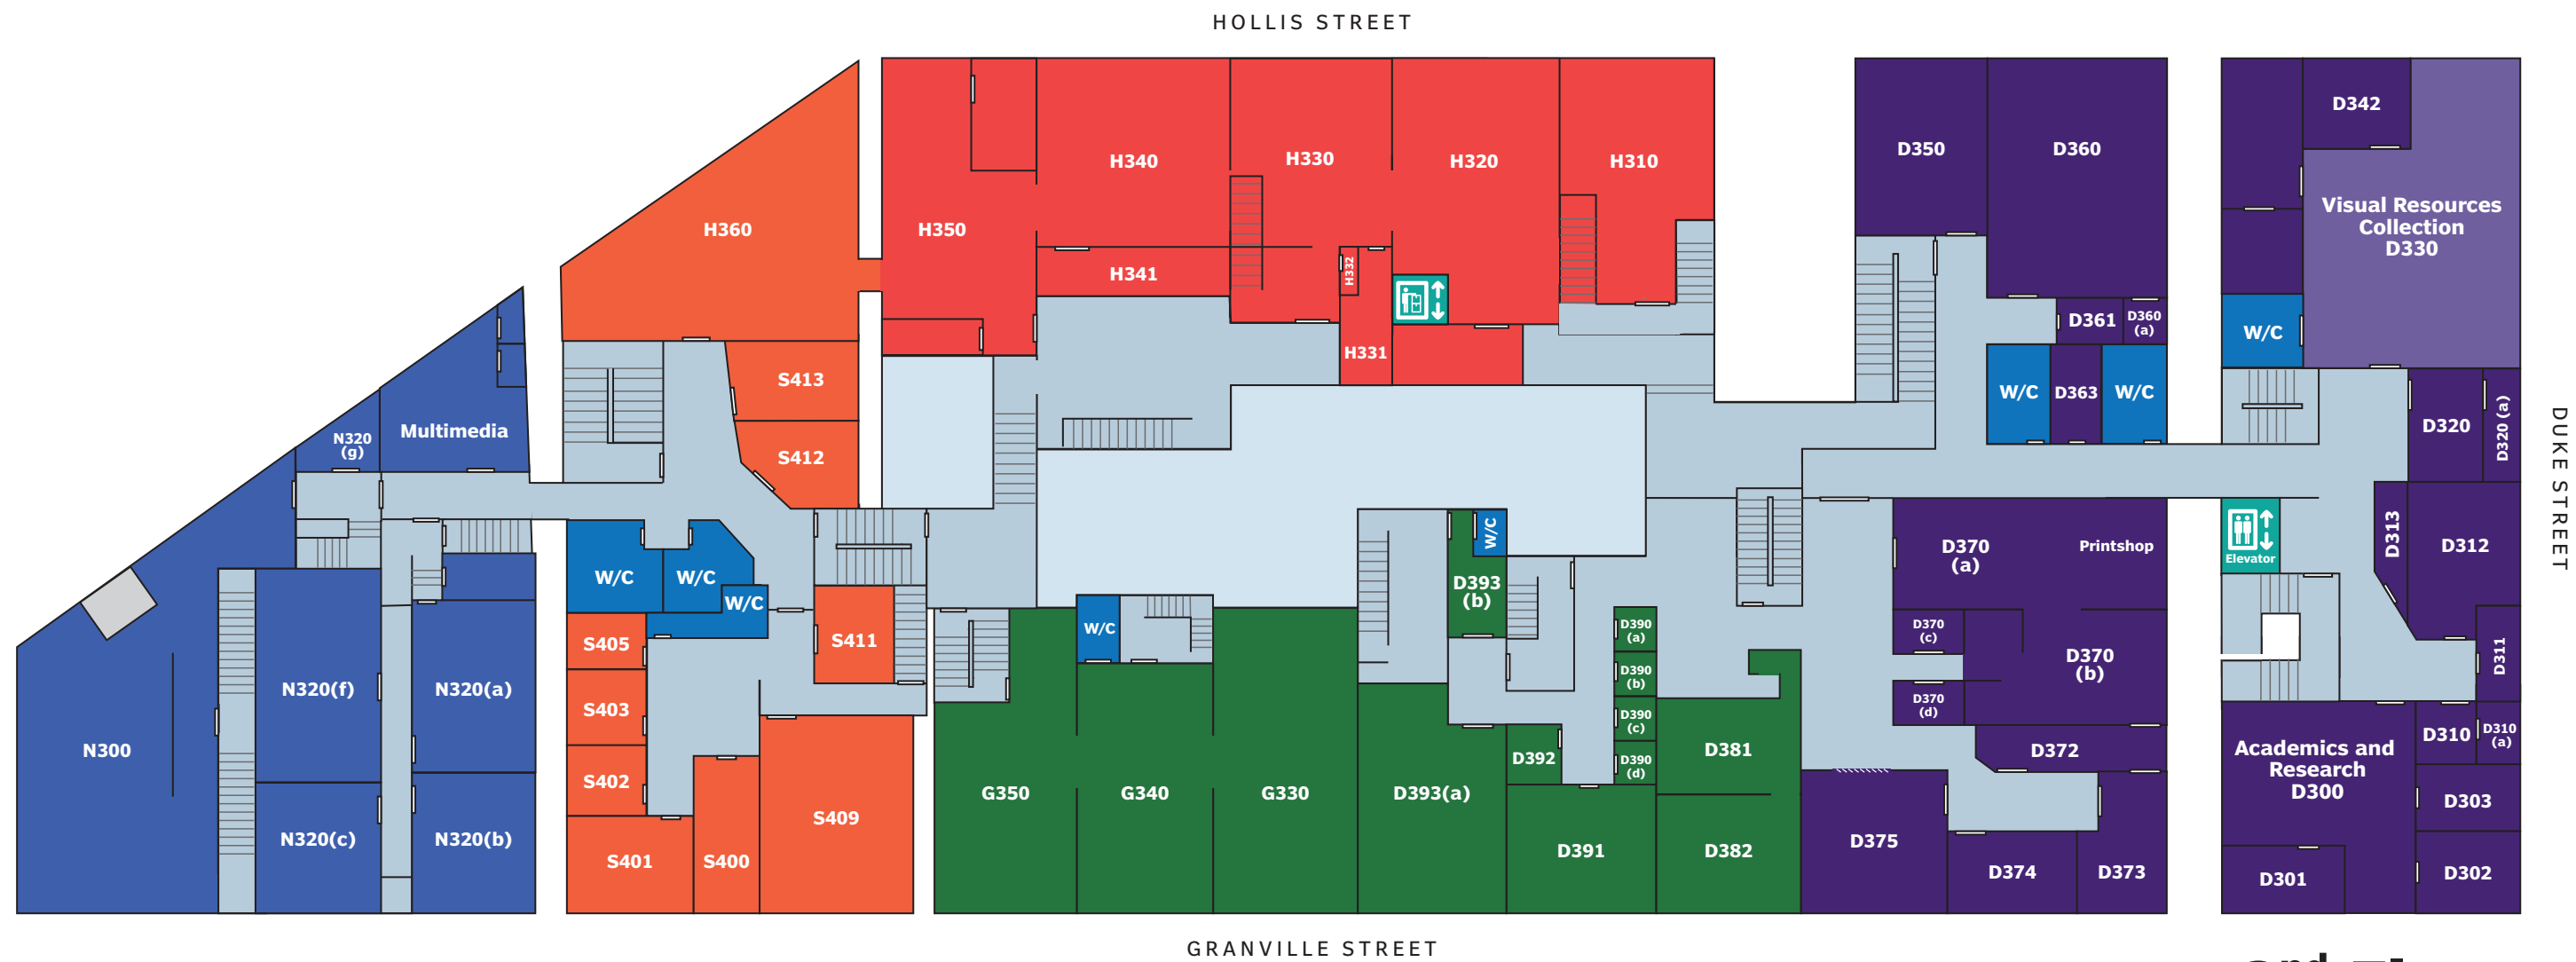 HOLLIS STREET
D342
H340
H330
H320
H310
D350
D360
Visual Resources
Collection
D330
H360
H350
H341
H332
D361
D360
(a)
W/C
H331
S413
W/C
D363
W/C
D320
D320 (a)
DUKE STREET
N320
(g)
Multimedia
S412
W/C
D313
D312
D370
(a)
Printshop
Elevator
W/C
W/C
W/C
D393
(b)
W/C
S405
S411
D390
(a)
D370
(c)
D370
(b)
D311
N320(f)
N320(a)
D390
(b)
S403
D390
(c)
D370
(d)
N300
D381
D372
Academics and
Research
D300
D310
D310
(a)
D392
D390
(d)
S402
G350
G340
G330
D393(a)
D303
S409
N320(c)
N320(b)
D375
S401
S400
D391
D382
D374
D373
D301
D302
GRANVILLE STREET